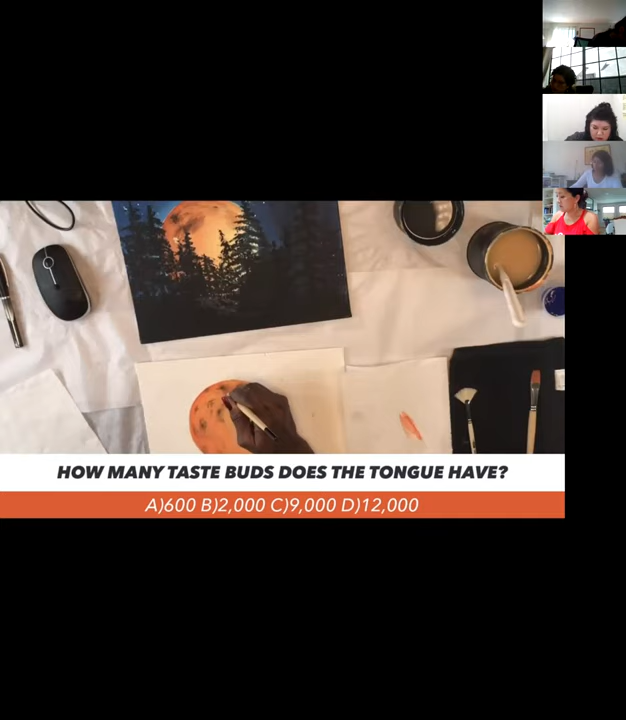 HOW MANY TASTE BUDS DOES THE TONGUE HAVE?
A)600 B)2,000 C)9,000 D)12,000